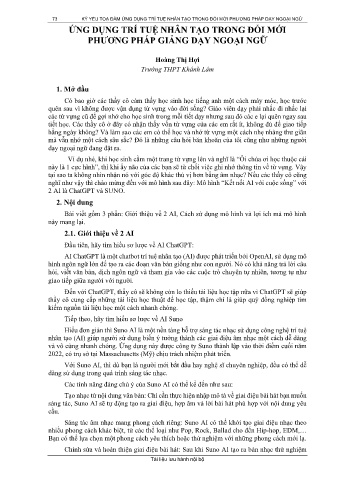 73 KỶ YẾU TỌA ĐÀM ỨNG DỤNG TRÍ TUỆ NHÂN TẠO TRONG ĐỔI MỚI PHƯƠNG PHÁP DẠY NGOẠI NGỮ
ỨNG DỤNG TRÍ TUỆ NHÂN TẠO TRONG ĐỔI MỚI
PHƯƠNG PHÁP GIẢNG DẠY NGOẠI NGỮ
Hoàng Thị Hợi
Trường THPT Khánh Lâm
1. Mở đầu
Có bao giờ các thầy cô cảm thấy học sinh học tiếng anh một cách máy móc, học trước
quên sau vì không được vận dụng từ vựng vào đời sống? Giáo viên dạy phải nhắc đi nhắc lại
các từ vựng cũ để gợi nhớ cho học sinh trong mỗi tiết dạy nhưng sau đó các e lại quên ngay sau
tiết học. Các thầy cô ở đây có nhận thấy vốn từ vựng của các em rất ít, không đủ để giao tiếp
hằng ngày không? Và làm sao các em có thể học và nhớ từ vựng một cách nhẹ nhàng thư giãn
mà vẫn nhớ một cách sâu sắc? Đó là những câu hỏi băn khoăn của tôi cũng như những người
dạy ngoại ngữ đang đặt ra.
Ví dụ nhé, khi học sinh cầm một trang từ vựng lên và nghĩ là “Ôi chúa ơi học thuộc cái
này là 1 cực hình”, thì khi ấy não của các bạn sẽ từ chối việc ghi nhớ thông tin về từ vựng. Vậy
tại sao ta không nhìn nhận nó với góc độ khác thú vị hơn bằng âm nhạc? Nếu các thầy cô cũng
nghĩ như vậy thì chào mừng đến với mô hình sau đây: Mô hình “Kết nối AI với cuộc sống” với
2 AI là ChatGPT và SUNO.
2. Nội dung
Bài viết gồm 3 phần: Giới thiệu về 2 AI, Cách sử dụng mô hình và lợi ích mà mô hình
này mang lại.
2.1. Giới thiệu về 2 AI
Đầu tiên, hãy tìm hiểu sơ lược về AI ChatGPT:
AI ChatGPT là một chatbot trí tuệ nhân tạo (AI) được phát triển bởi OpenAI, sử dụng mô
hình ngôn ngữ lớn để tạo ra các đoạn văn bản giống như con người. Nó có khả năng trả lời câu
hỏi, viết văn bản, dịch ngôn ngữ và tham gia vào các cuộc trò chuyện tự nhiên, tương tự như
giao tiếp giữa người với người.
Đến với ChatGPT, thầy cô sẽ không còn lo thiếu tài liệu học tập nữa vì ChatGPT sẽ giúp
thầy cô cung cấp những tài liệu học thuật để học tập, thậm chí là giúp quý đồng nghiệp tìm
kiếm nguồn tài liệu học một cách nhanh chóng.
Tiếp theo, hãy tìm hiểu sơ lược về AI Suno
Hiểu đơn giản thì Suno AI là một nền tảng hỗ trợ sáng tác nhạc sử dụng công nghệ trí tuệ
nhân tạo (AI) giúp người sử dụng biến ý tưởng thành các giai điệu âm nhạc một cách dễ dàng
và vô cùng nhanh chóng. Ứng dụng này được công ty Suno thành lập vào thời điểm cuối năm
2022, có trụ sở tại Massachusetts (Mỹ) chịu trách nhiệm phát triển.
Với Suno AI, thì dù bạn là người mới bắt đầu hay nghệ sĩ chuyên nghiệp, đều có thể dễ
dàng sử dụng trong quá trình sáng tác nhạc.
Các tính năng đáng chú ý của Suno AI có thể kể đến như sau:
Tạo nhạc từ nội dung văn bản: Chỉ cần thực hiện nhập mô tả về giai điệu bài hát bạn muốn
sáng tác, Suno AI sẽ tự động tạo ra giai điệu, hợp âm và lời bài hát phù hợp với nội dung yêu
cầu.
Sáng tác âm nhạc mang phong cách riêng: Suno AI có thể khởi tạo giai điệu nhạc theo
nhiều phong cách khác biệt, từ các thể loại như Pop, Rock, Ballad cho đến Hip-hop, EDM,…
Bạn có thể lựa chọn một phong cách yêu thích hoặc thử nghiệm với những phong cách mới lạ.
Chỉnh sửa và hoàn thiện giai điệu bài hát: Sau khi Suno AI tạo ra bản nhạc thử nghiệm
Tài liệu lưu hành nội bộ